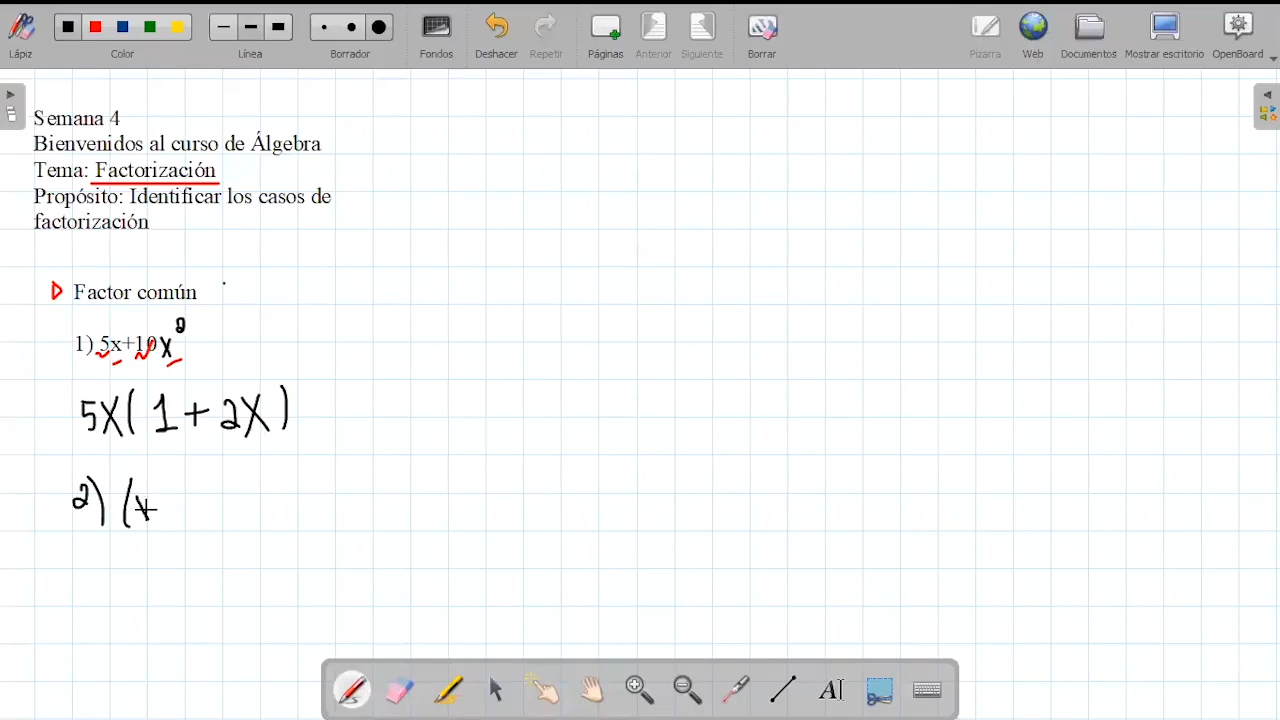 Lápiz Color Línea Borrador Fondos Deshacer Repetir Páginas Anterior Siguiente Borrar Pizarra Web Documentos Mostrar escritorio OpenBoard
Semana 4
Bienvenidos al curso de Álgebra
Tema: Factorización
Propósito: Identificar los casos de
factorización
Factor común
1) 5x+10x²
5x(1+2x)
2) (x